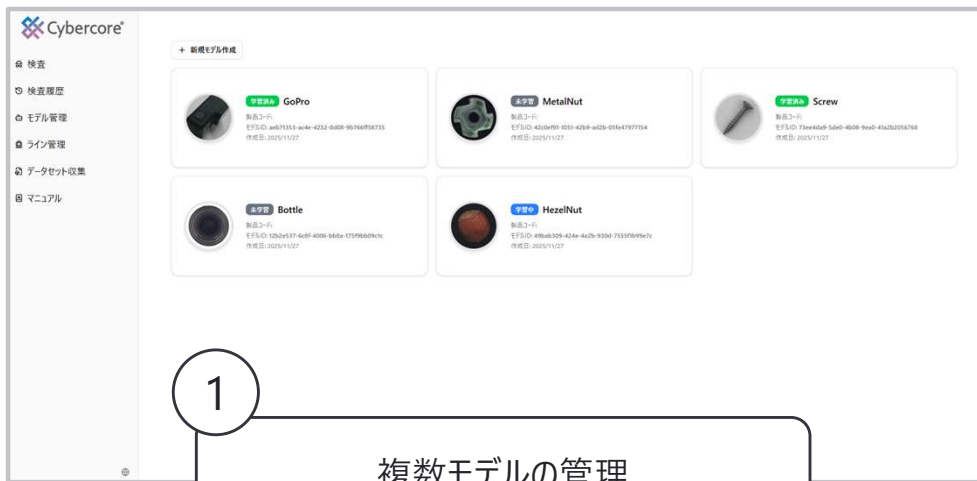 Cybercore®
検査
検査履歴
モデル管理
ライン管理
データセット収集
マニュアル
+ 新規モデル作成
学習済み GoPro
製品コード:
作成日: 2025/11/27
未学習 MetalNut
製品コード:
作成日: 2025/11/27
学習済み Screw
製品コード:
作成日: 2025/11/27
未学習 Bottle
製品コード:
作成日: 2025/11/27
学習中 HezelNut
製品コード:
作成日: 2025/11/27
1
複数モデルの管理